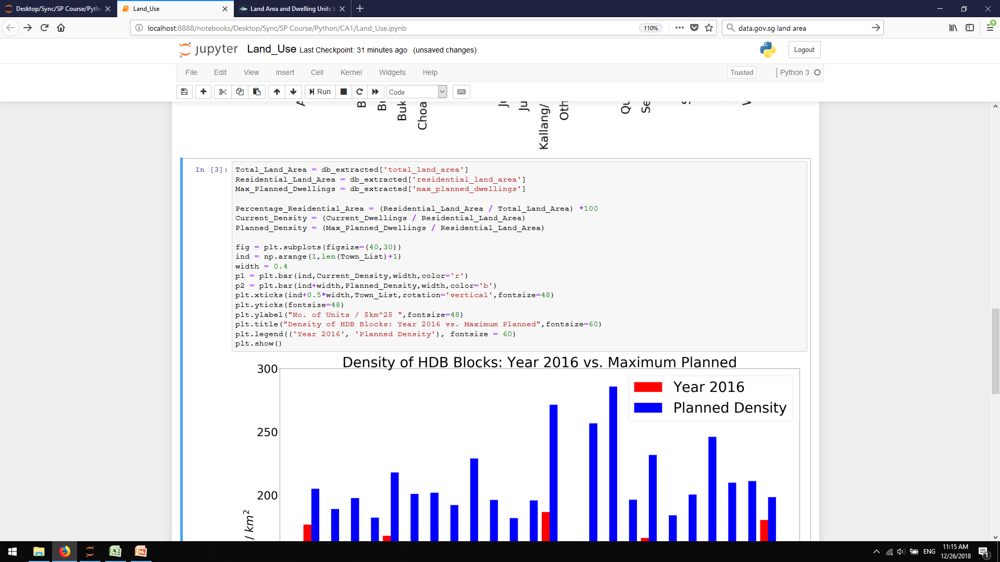 Desktop/Sync/SP Course/Pytho
Land_Use
Land Area and Dwelling Units b
localhost:8888/notebooks/Desktop/Sync/SP Course/Python/CA1/Land_Use.ipynb
110%
data.gov.sg land area
jupyter Land_Use Last Checkpoint: 31 minutes ago (unsaved changes)
Logout
File Edit View Insert Cell Kernel Widgets Help
Trusted
Python 3
Run
Code
Buk
Choa
Kallang/
Oth
Qu
Se
In [3]:
Total_Land_Area = db_extracted['total_land_area']
Residential_Land_Area = db_extracted['residential_land_area']
Max_Planned_Dwellings = db_extracted['max_planned_dwellings']
Percentage_Residential_Area = (Residential_Land_Area / Total_Land_Area) *100
Current_Density = (Current_Dwellings / Residential_Land_Area)
Planned_Density = (Max_Planned_Dwellings / Residential_Land_Area)
fig = plt.subplots(figsize=(40,30))
ind = np.arange(1,len(Town_List)+1)
width = 0.4
p1 = plt.bar(ind,Current_Density,width,color='r')
p2 = plt.bar(ind+width,Planned_Density,width,color='b')
plt.xticks(ind+0.5*width,Town_List,rotation='vertical',fontsize=48)
plt.yticks(fontsize=48)
plt.ylabel("No. of Units / $km^2$ ",fontsize=48)
plt.title("Density of HDB Blocks: Year 2016 vs. Maximum Planned",fontsize=60)
plt.legend(('Year 2016', 'Planned Density'), fontsize = 60)
plt.show()
Density of HDB Blocks: Year 2016 vs. Maximum Planned
300
Year 2016
Planned Density
250
200
/ km²
ENG
11:15 AM
12/26/2018
1